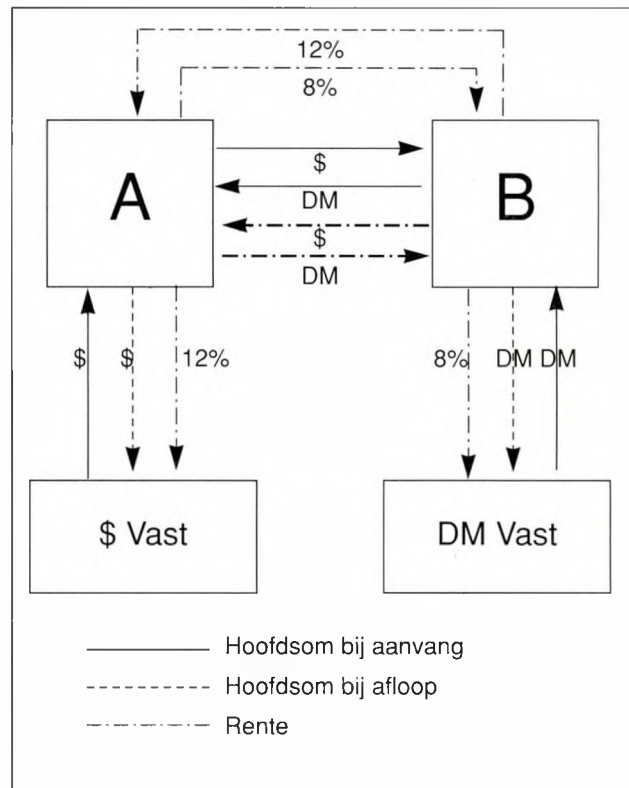 12%
8%
A
B
$
DM
$
DM
$
$
12%
8%
DM
DM
$ Vast
DM Vast
Hoofdsom bij aanvang
Hoofdsom bij afloop
Rente